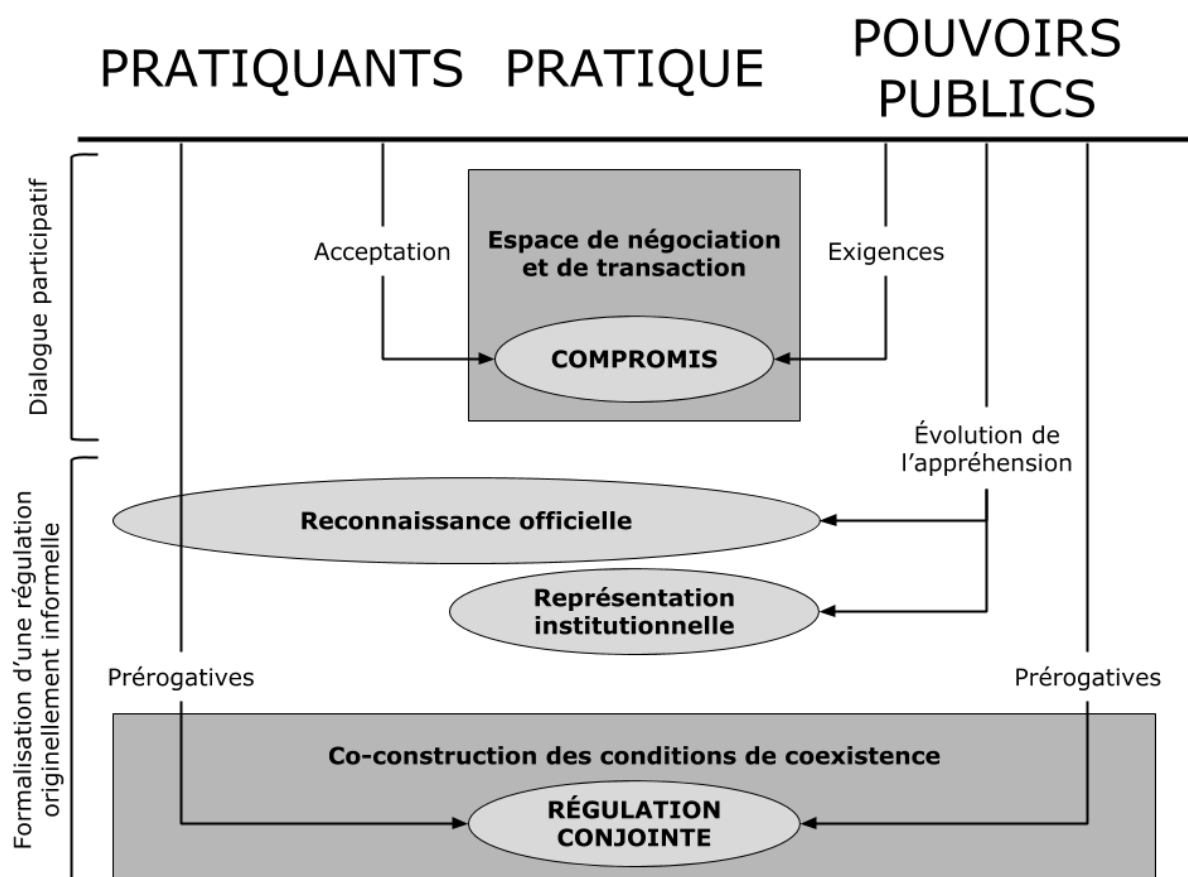 PRATIQUANTS
PRATIQUE
POUVOIRS
PUBLICS
Dialogue participatif
Acceptation
Espace de négociation
et de transaction
Exigences
COMPROMIS
Évolution de
l'appréhension
Formalisation d'une régulation
originellement informelle
Reconnaissance officielle
Représentation
institutionnelle
Prérogatives
Prérogatives
Co-construction des conditions de coexistence
RÉGULATION
CONJOINTE